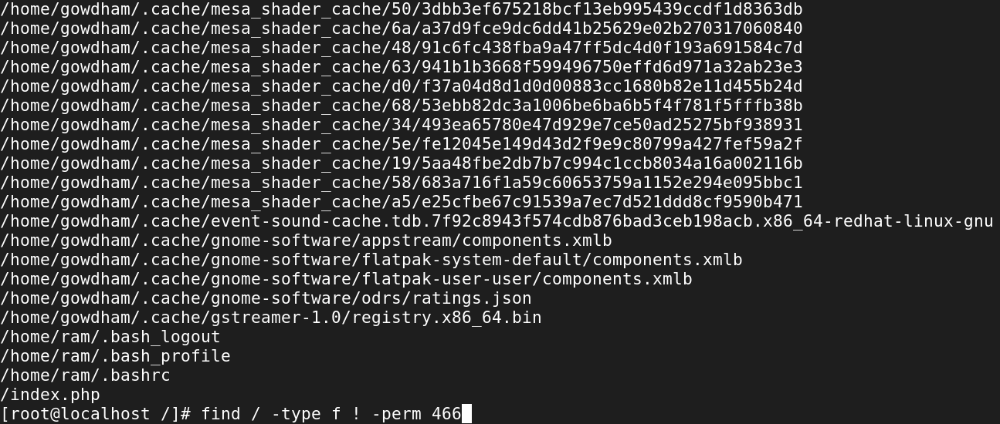 /home/gowdham/.cache/mesa_shader_cache/50/3dbb3ef675218bcf13eb995439ccdf1d8363db
/home/gowdham/.cache/mesa_shader_cache/6a/a37d9fce9dc6dd41b25629e02b270317060840
/home/gowdham/.cache/mesa_shader_cache/48/91c6fc438fba9a47ff5dc4d0f193a691584c7d
/home/gowdham/.cache/mesa_shader_cache/63/941b1b3668f599496750effd6d971a32ab23e3
/home/gowdham/.cache/mesa_shader_cache/d0/f37a04d8d1d0d00883cc1680b82e11d455b24d
/home/gowdham/.cache/mesa_shader_cache/68/53ebb82dc3a1006be6ba6b5f4f781f5fffb38b
/home/gowdham/.cache/mesa_shader_cache/34/493ea65780e47d929e7ce50ad25275bf938931
/home/gowdham/.cache/mesa_shader_cache/5e/fe12045e149d43d2f9e9c80799a427fef59a2f
/home/gowdham/.cache/mesa_shader_cache/19/5aa48fbe2db7b7c994c1ccb8034a16a002116b
/home/gowdham/.cache/mesa_shader_cache/58/683a716f1a59c60653759a1152e294e095bbc1
/home/gowdham/.cache/mesa_shader_cache/a5/e25cfbe67c91539a7ec7d521ddd8cf9590b471
/home/gowdham/.cache/event-sound-cache.tdb.7f92c8943f574cdb876bad3ceb198acb.x86_64-redhat-linux-gnu
/home/gowdham/.cache/gnome-software/appstream/components.xmlb
/home/gowdham/.cache/gnome-software/flatpak-system-default/components.xmlb
/home/gowdham/.cache/gnome-software/flatpak-user-user/components.xmlb
/home/gowdham/.cache/gnome-software/odrs/ratings.json
/home/gowdham/.cache/gstreamer-1.0/registry.x86_64.bin
/home/ram/.bash_logout
/home/ram/.bash_profile
/home/ram/.bashrc
/index.php
[root@localhost /]# find / -type f ! -perm 466